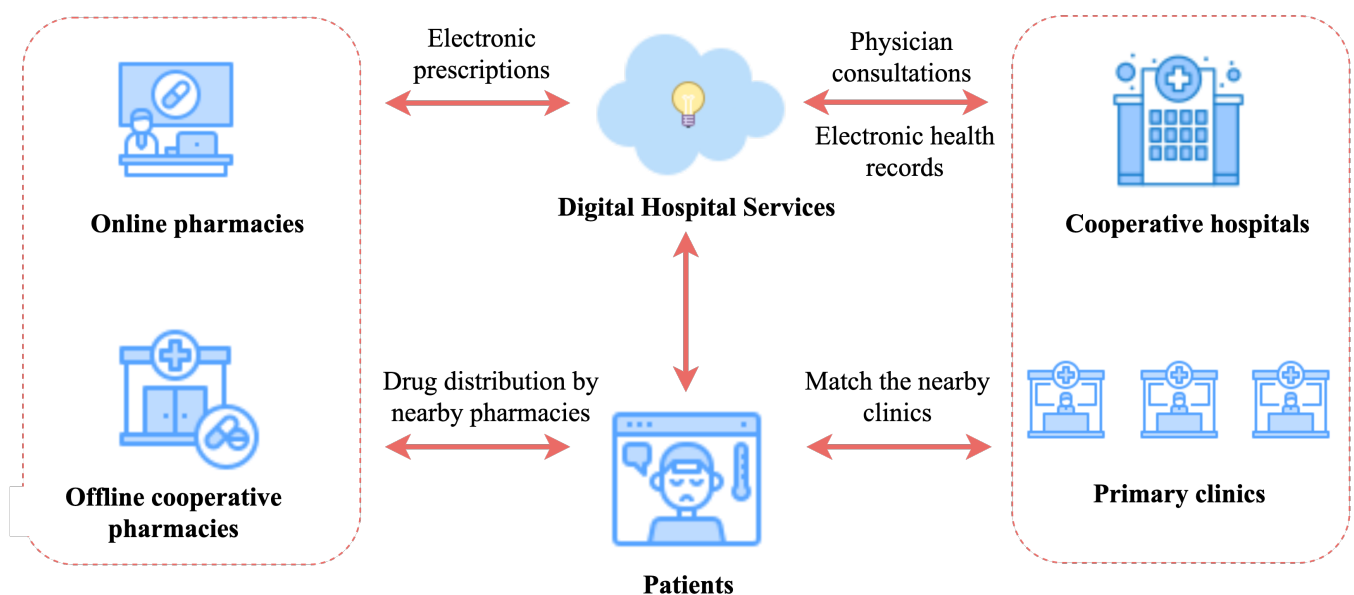 Electronic
prescriptions
Physician
consultations
Electronic health
records
Online pharmacies
Digital Hospital Services
Cooperative hospitals
Drug distribution by
nearby pharmacies
Match the nearby
clinics
Offline cooperative
pharmacies
Primary clinics
Patients